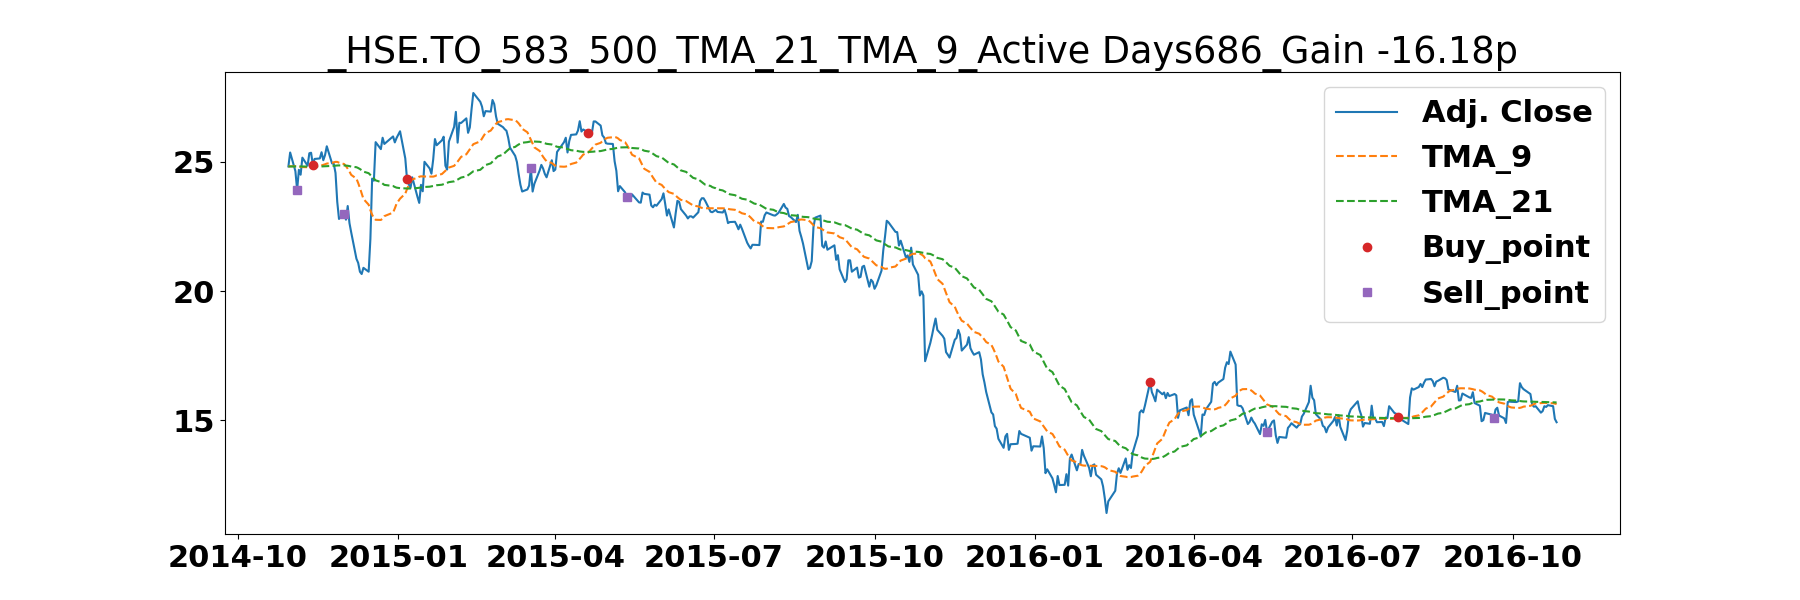 _HSE.TO_583_500_TMA_21_TMA_9_Active Days686_Gain -16.18p
Adj. Close
TMA_9
TMA_21
Buy_point
Sell_point
25
20
15
2014-10 2015-01 2015-04 2015-07 2015-10 2016-01 2016-04 2016-07 2016-10